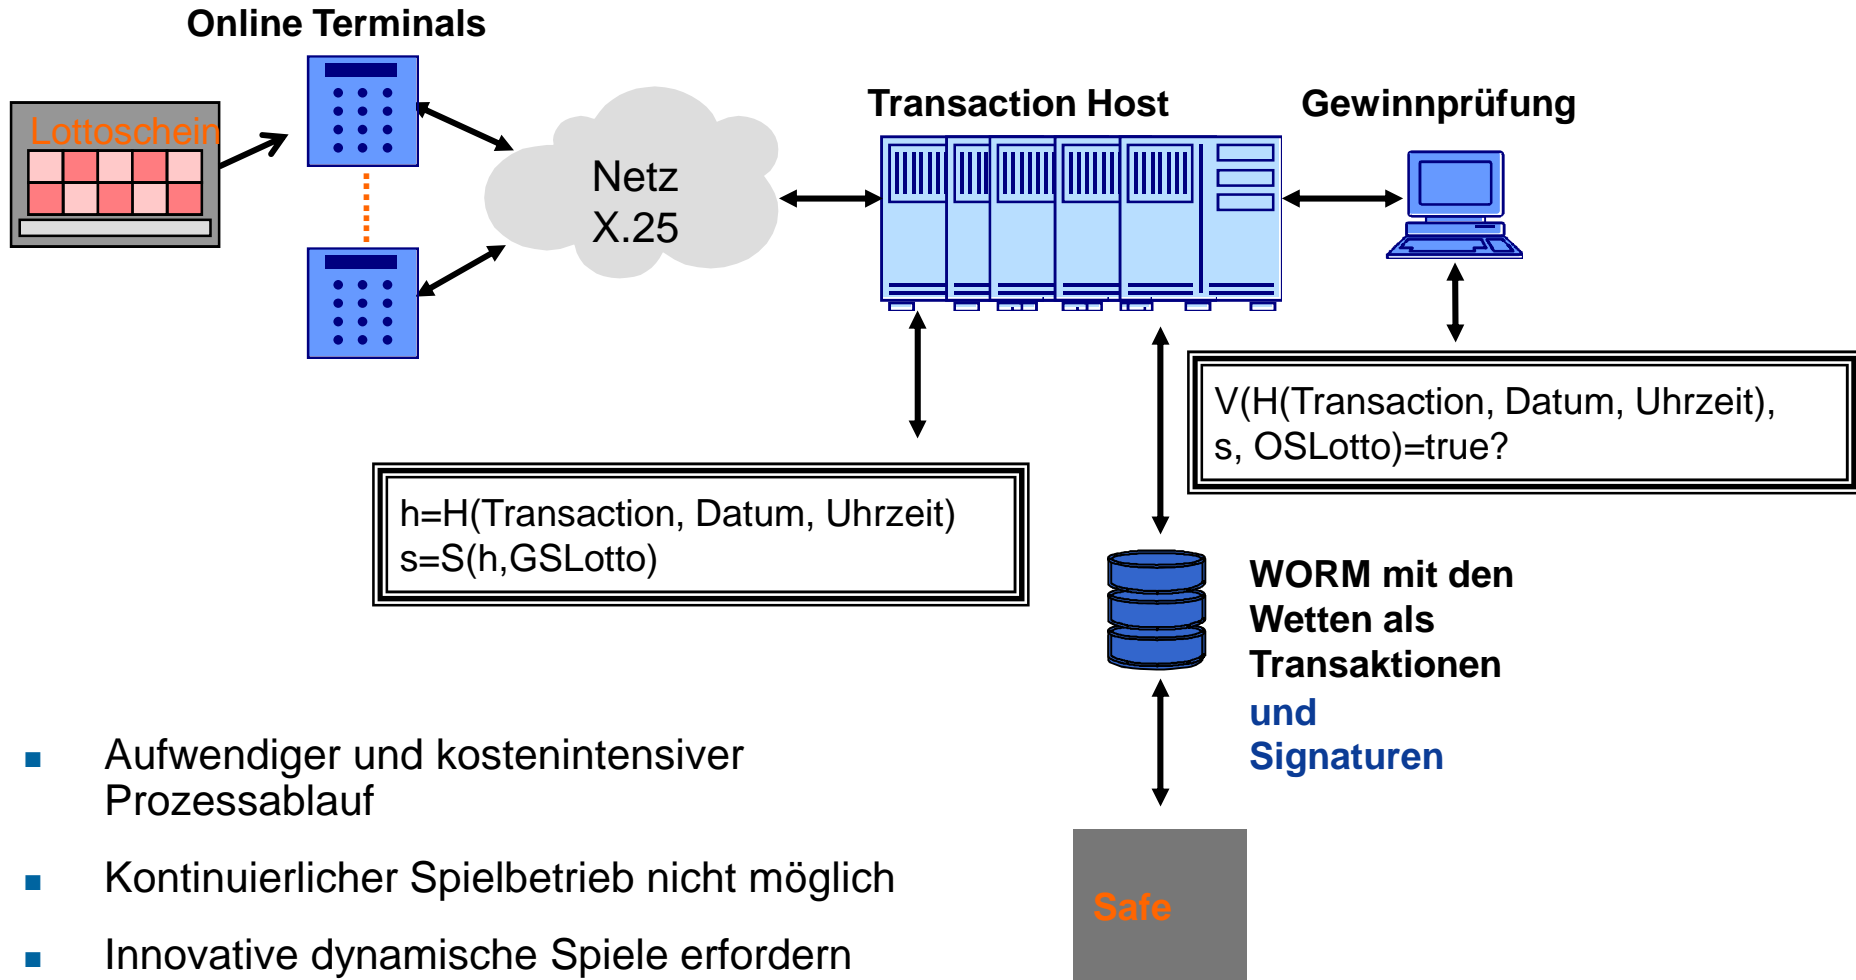 Online Terminals
Lottoschein
Netz
X.25
Transaction Host
Gewinnprüfung
V(H(Transaction, Datum, Uhrzeit),
s, OSLotto)=true?
h=H(Transaction, Datum, Uhrzeit)
s=S(h,GSLotto)
WORM mit den
Wetten als
Transaktionen
und
Signaturen
Safe
▪ Aufwendiger und kostenintensiver
Prozessablauf
▪ Kontinuierlicher Spielbetrieb nicht möglich
▪ Innovative dynamische Spiele erfordern